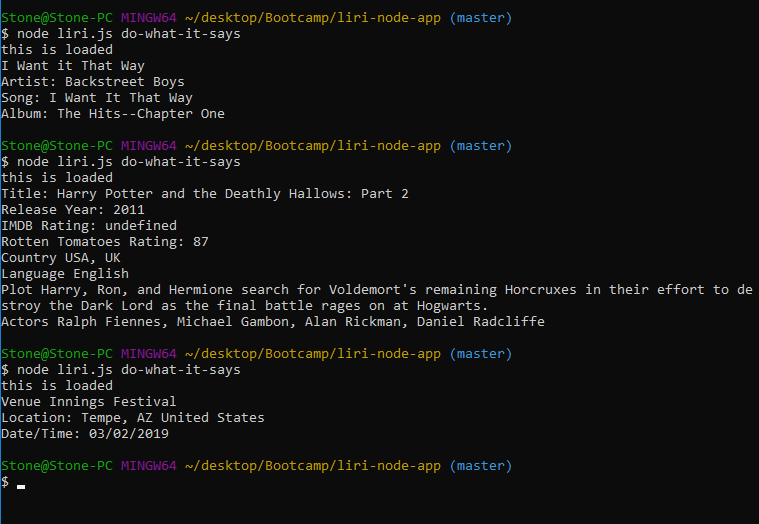 Stone@Stone-PC MINGW64 ~/desktop/Bootcamp/liri-node-app (master)
$ node liri.js do-what-it-says
this is loaded
I Want it That Way
Artist: Backstreet Boys
Song: I Want It That Way
Album: The Hits--Chapter One
Stone@Stone-PC MINGW64 ~/desktop/Bootcamp/liri-node-app (master)
$ node liri.js do-what-it-says
this is loaded
Title: Harry Potter and the Deathly Hallows: Part 2
Release Year: 2011
IMDB Rating: undefined
Rotten Tomatoes Rating: 87
Country USA, UK
Language English
Plot Harry, Ron, and Hermione search for Voldemort's remaining Horcruxes in their effort to de
stroy the Dark Lord as the final battle rages on at Hogwarts.
Actors Ralph Fiennes, Michael Gambon, Alan Rickman, Daniel Radcliffe
Stone@Stone-PC MINGW64 ~/desktop/Bootcamp/liri-node-app (master)
$ node liri.js do-what-it-says
this is loaded
Venue Innings Festival
Location: Tempe, AZ United States
Date/Time: 03/02/2019
Stone@Stone-PC MINGW64 ~/desktop/Bootcamp/liri-node-app (master)
$